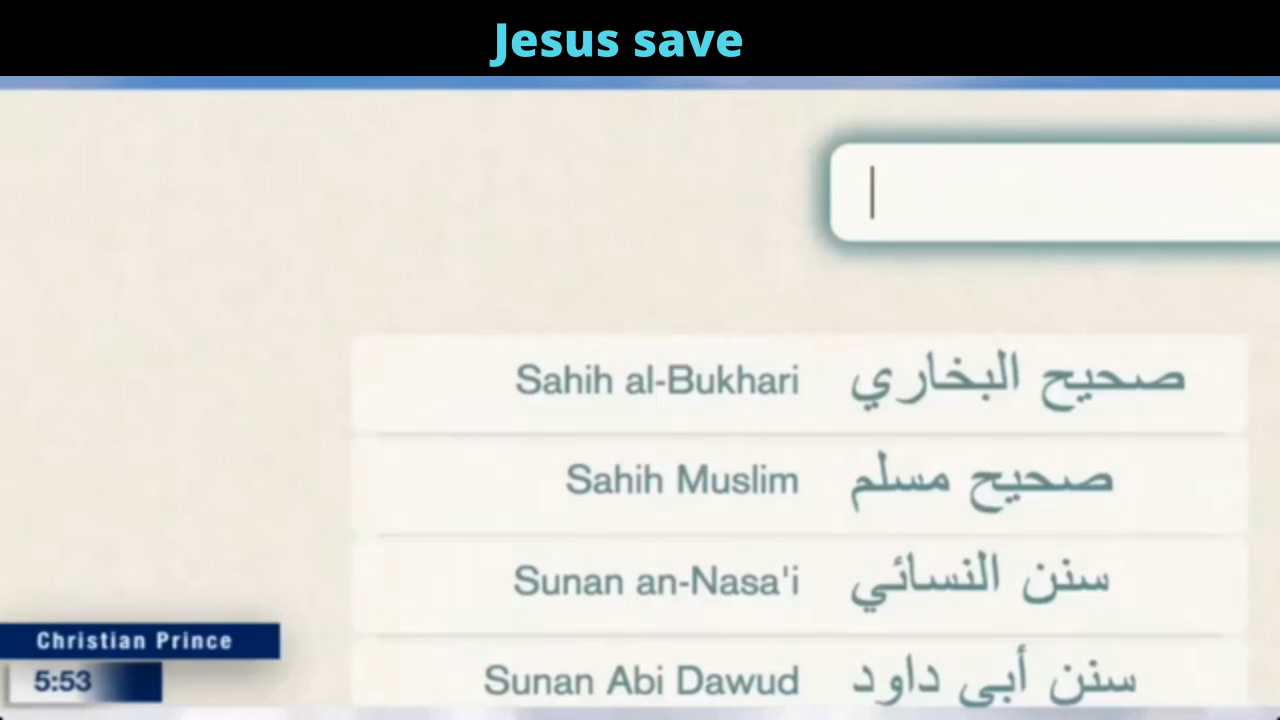 Jesus save
Sahih al-Bukhari صحيح البخاري
Sahih Muslim صحيح مسلم
Sunan an-Nasa'i سنن النسائي
Sunan Abi Dawud سنن أبي داود
Christian Prince
5:53